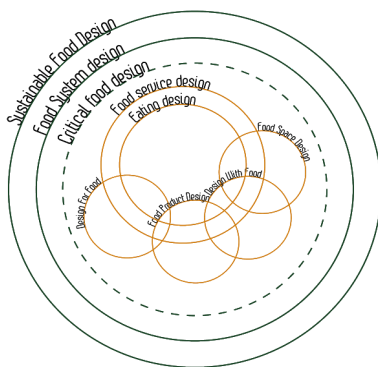 Sustainable Food Design
Food System design
Critical food design
Food service design
Eating design
Food Space Design
Design For Food
Food Product Design
Design With Food